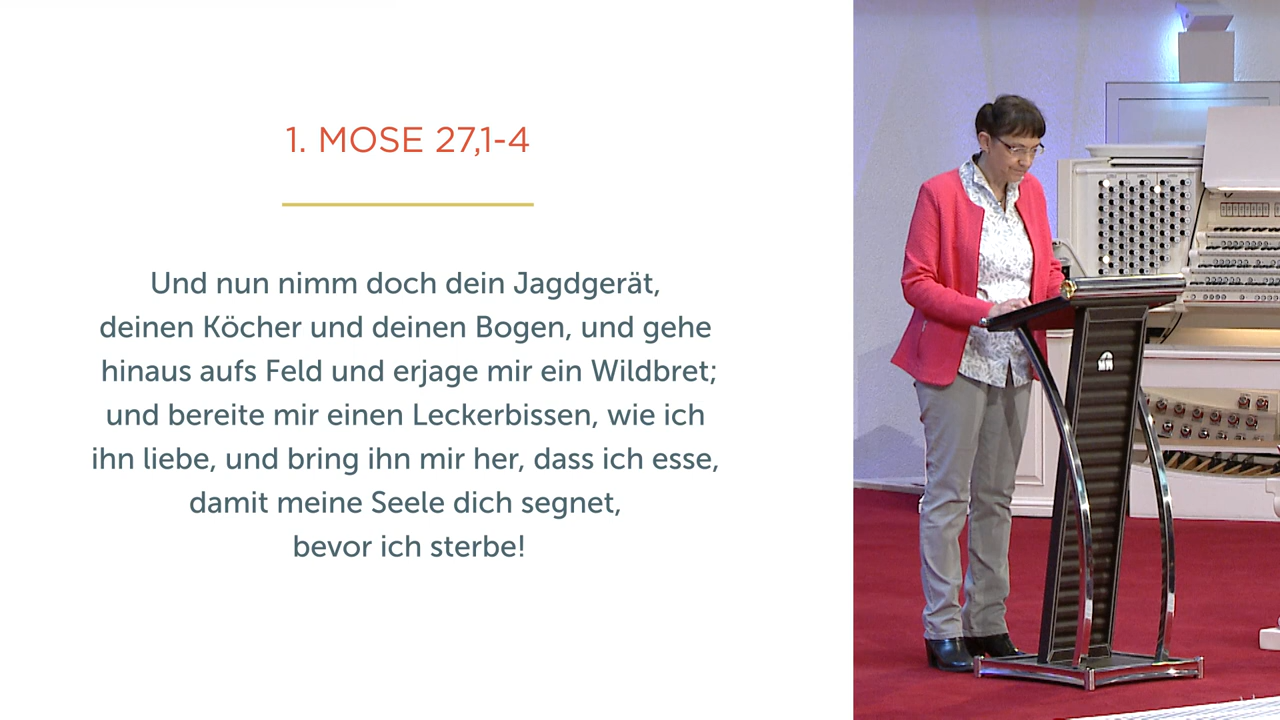 1. MOSE 27,1-4
Und nun nimm doch dein Jagdgerät,
deinen Köcher und deinen Bogen, und gehe
hinaus aufs Feld und erjage mir ein Wildbret;
und bereite mir einen Leckerbissen, wie ich
ihn liebe, und bring ihn mir her, dass ich esse,
damit meine Seele dich segnet,
bevor ich sterbe!